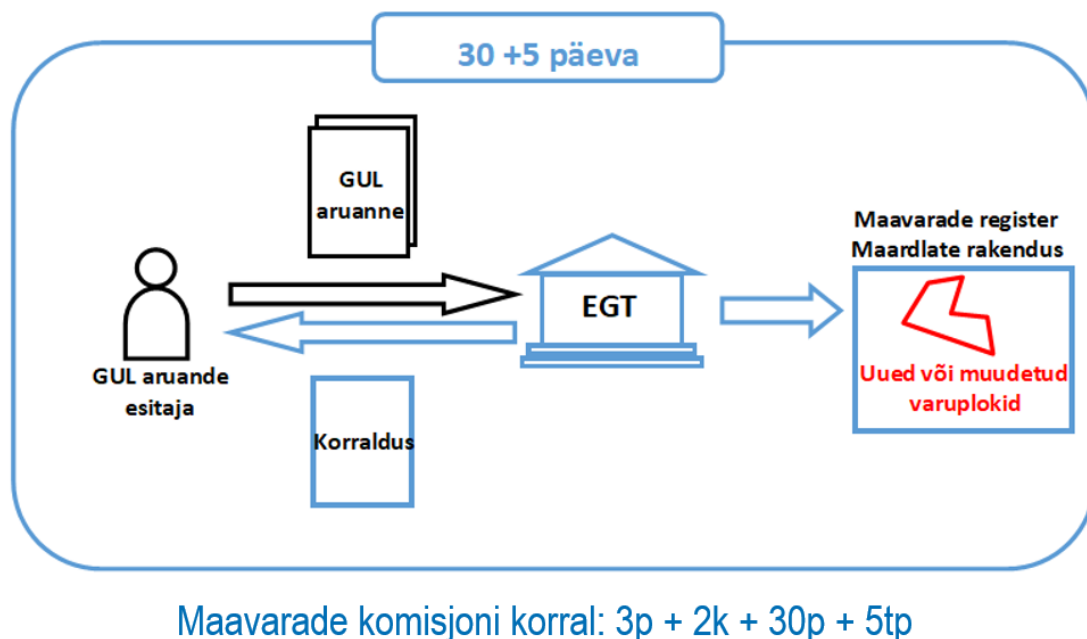 30 +5 päeva
GUL
aruanne
GUL aruande
esitaja
EGT
Korraldus
Maavarade register
Maardlate rakendus
Uued või muudetud
varuplokid
Maavarade komisjoni korral: 3p + 2k + 30p + 5tp